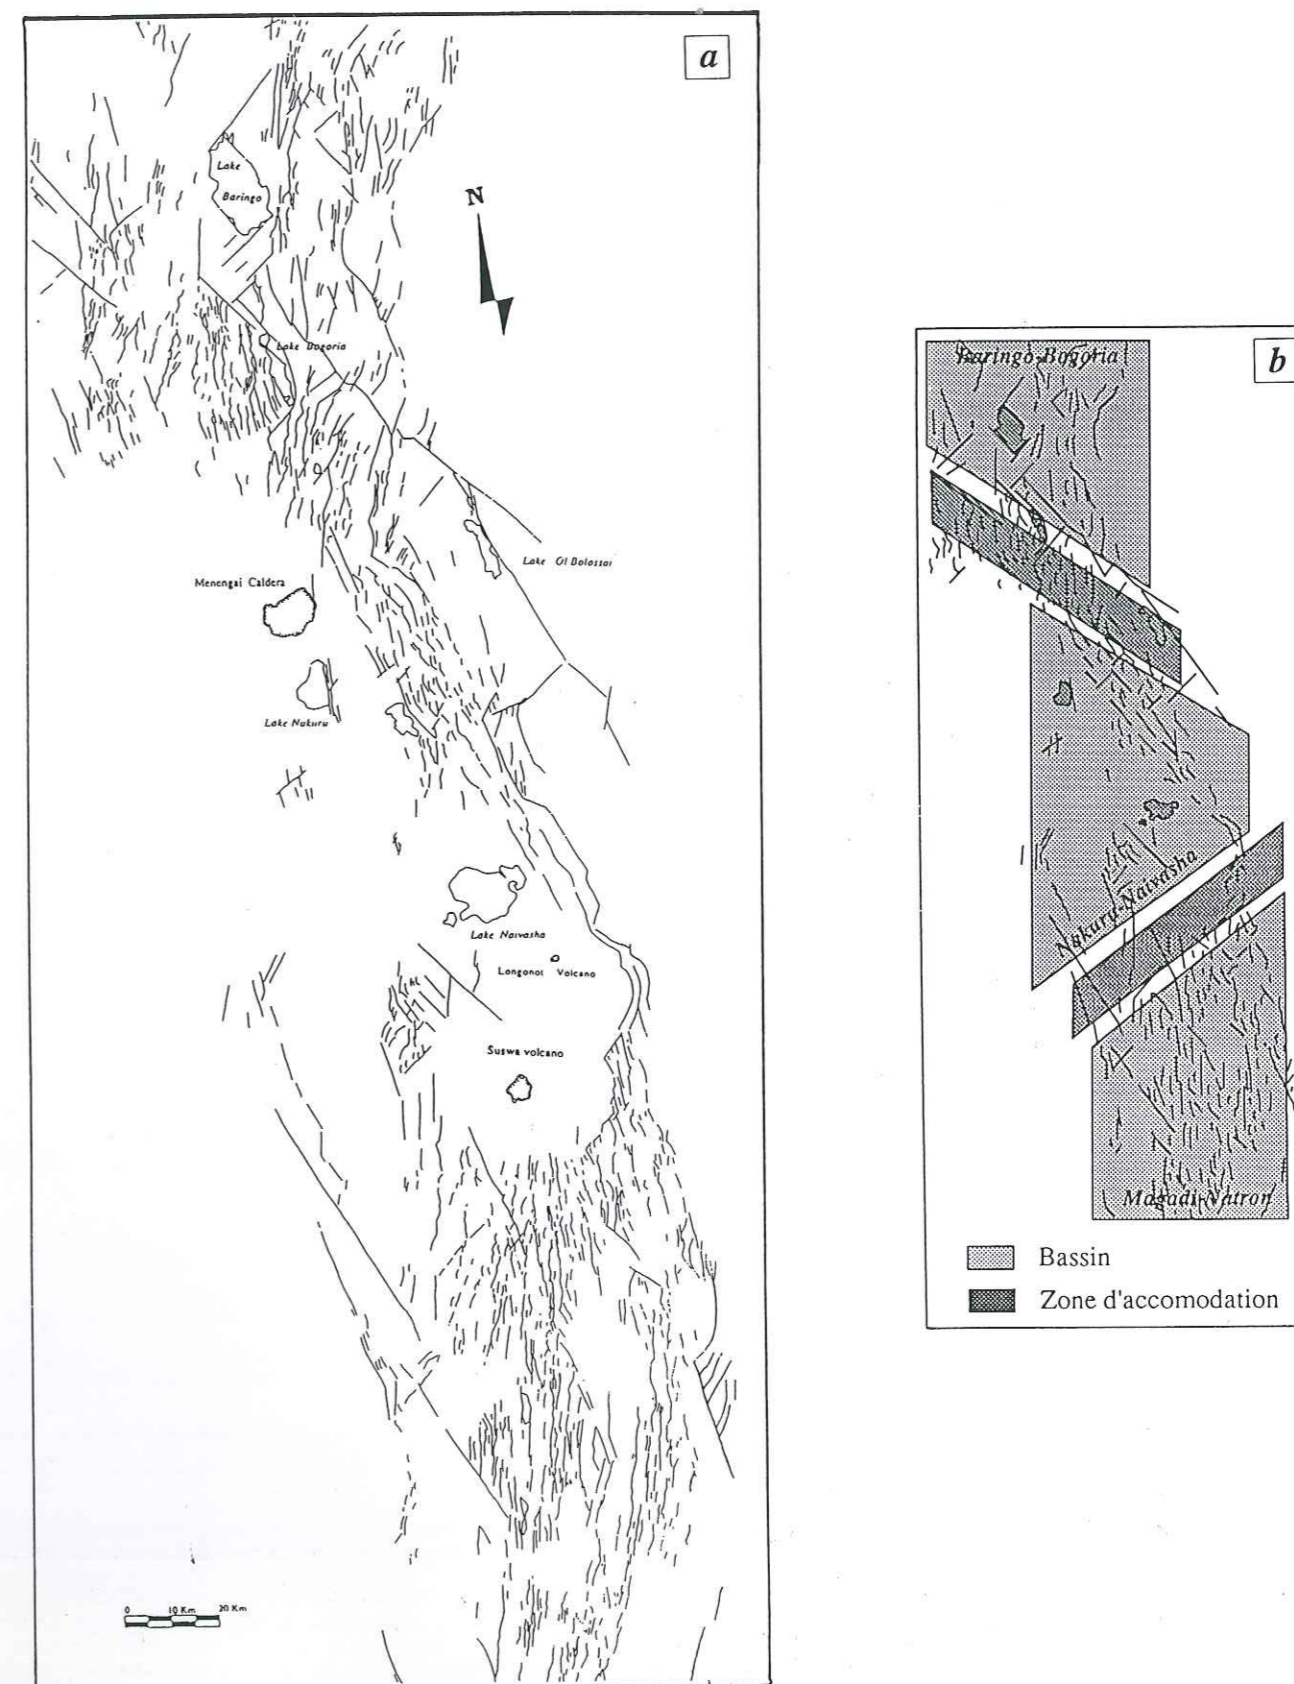 a
Lake
Baringo
N
Lake Bogoria
Lake Ol Bolossat
Menengai Caldera
Lake Nakuru
Lake Naivasha
Longonot Volcano
Suswa volcano
0 10 Km 20 Km
b
Baringo-Bogoria
Nakuru-Naivasha
Magadi-Natron
Bassin
Zone d'accomodation